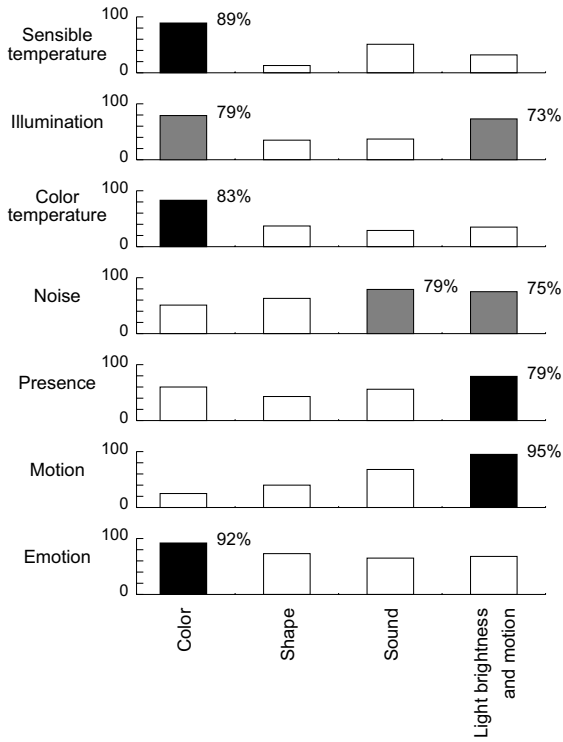 100
89%
Sensible
temperature
0
100
79%
73%
Illumination
0
100
83%
Color
temperature
0
100
79%
75%
Noise
0
100
79%
Presence
0
100
95%
Motion
0
100
92%
Emotion
0
Color
Shape
Sound
Light brightness
and motion